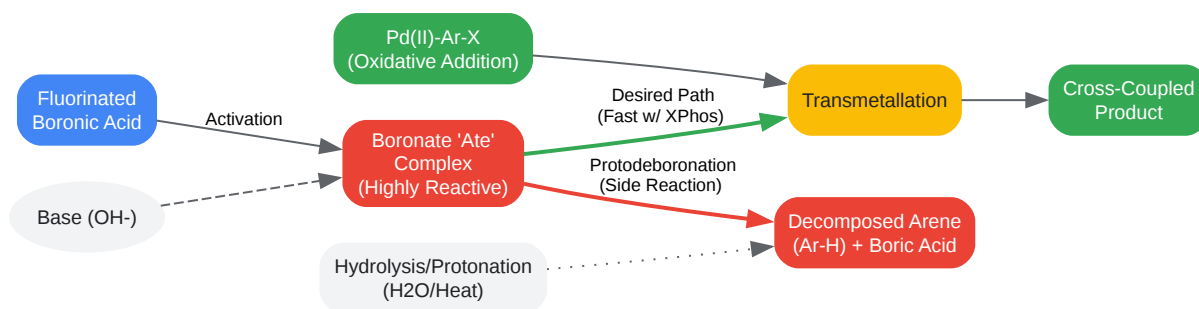 Pd(II)-Ar-X
(Oxidative Addition)
Fluorinated
Boronic Acid
Activation
Desired Path
(Fast w/ XPhos)
Transmetallation
Cross-Coupled
Product
Boronate 'Ate'
Complex
(Highly Reactive)
Protodeboronation
(Side Reaction)
Base (OH-)
Decomposed Arene
(Ar-H) + Boric Acid
Hydrolysis/Protonation
(H2O/Heat)